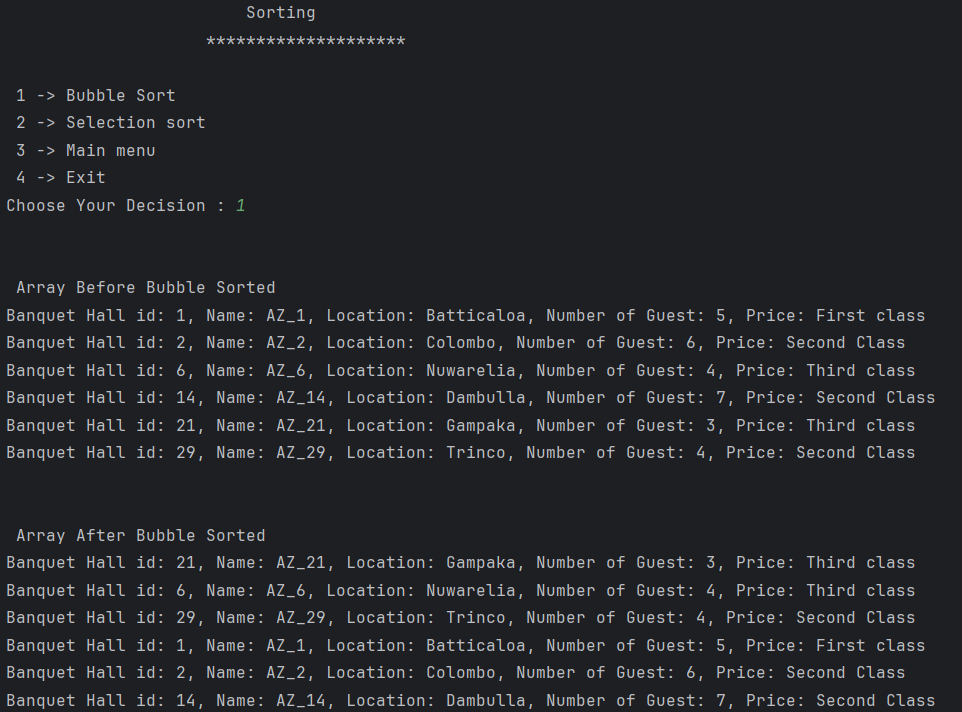 Sorting
********************
1 -> Bubble Sort
2 -> Selection sort
3 -> Main menu
4 -> Exit
Choose Your Decision : 1
Array Before Bubble Sorted
Banquet Hall id: 1, Name: AZ_1, Location: Batticaloa, Number of Guest: 5, Price: First class
Banquet Hall id: 2, Name: AZ_2, Location: Colombo, Number of Guest: 6, Price: Second Class
Banquet Hall id: 6, Name: AZ_6, Location: Nuwarelia, Number of Guest: 4, Price: Third class
Banquet Hall id: 14, Name: AZ_14, Location: Dambulla, Number of Guest: 7, Price: Second Class
Banquet Hall id: 21, Name: AZ_21, Location: Gampaka, Number of Guest: 3, Price: Third class
Banquet Hall id: 29, Name: AZ_29, Location: Trinco, Number of Guest: 4, Price: Second Class
Array After Bubble Sorted
Banquet Hall id: 21, Name: AZ_21, Location: Gampaka, Number of Guest: 3, Price: Third class
Banquet Hall id: 6, Name: AZ_6, Location: Nuwarelia, Number of Guest: 4, Price: Third class
Banquet Hall id: 29, Name: AZ_29, Location: Trinco, Number of Guest: 4, Price: Second Class
Banquet Hall id: 1, Name: AZ_1, Location: Batticaloa, Number of Guest: 5, Price: First class
Banquet Hall id: 2, Name: AZ_2, Location: Colombo, Number of Guest: 6, Price: Second Class
Banquet Hall id: 14, Name: AZ_14, Location: Dambulla, Number of Guest: 7, Price: Second Class